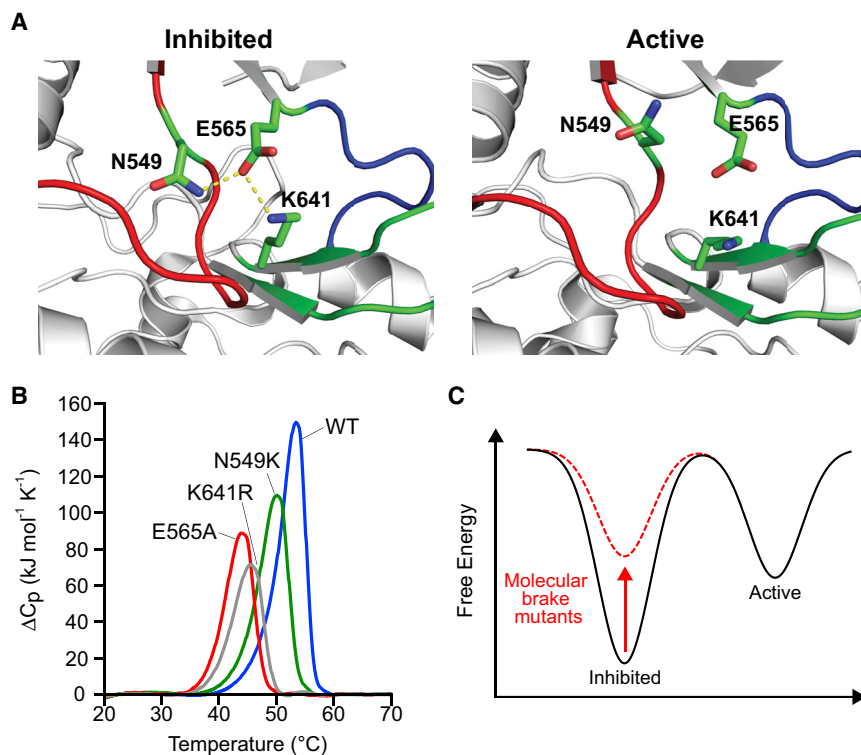 A
Inhibited
Active
N549
E565
K641
N549
E565
K641
B
160
140
120
100
80
60
40
20
0
ΔCp (kJ mol⁻¹ K⁻¹)
WT
N549K
K641R
E565A
20
30
40
50
60
70
Temperature (°C)
C
Free Energy
Molecular
brake
mutants
Inhibited
Active